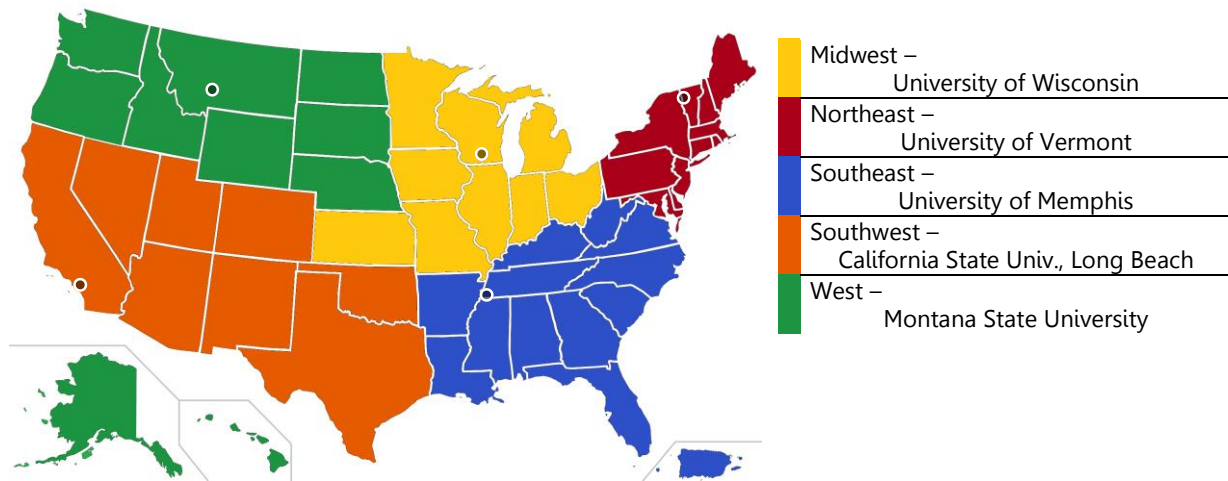 Midwest –
University of Wisconsin
Northeast –
University of Vermont
Southeast –
University of Memphis
Southwest –
California State Univ., Long Beach
West –
Montana State University